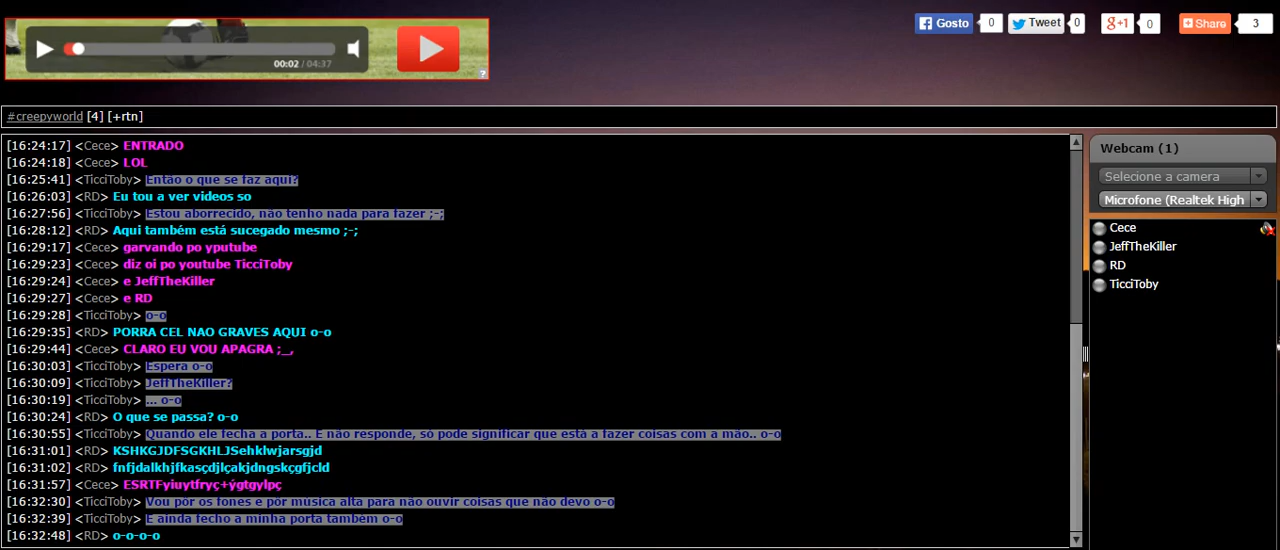 Gosto 0 Tweet 0 g+1 0 Share 3
00:02 / 04:37
?
#creepyworld [4] [+rtn]
[16:24:17] <Cece> ENTRADO
[16:24:18] <Cece> LOL
[16:25:41] <TicciToby> Então o que se faz aqui?
[16:26:03] <RD> Eu tou a ver videos so
[16:27:56] <TicciToby> Estou aborrecido, não tenho nada para fazer ;-;
[16:28:12] <RD> Aqui também está sucegado mesmo ;-;
[16:29:17] <Cece> garvando po yputube
[16:29:23] <Cece> diz oi po youtube TicciToby
[16:29:24] <Cece> e JeffTheKiller
[16:29:27] <Cece> e RD
[16:29:28] <TicciToby> o-o
[16:29:35] <RD> PORRA CEL NAO GRAVES AQUI o-o
[16:29:44] <Cece> CLARO EU VOU APAGRA ;_,
[16:30:03] <TicciToby> Espera o-o
[16:30:09] <TicciToby> JeffTheKiller?
[16:30:19] <TicciToby> ... o-o
[16:30:24] <RD> O que se passa? o-o
[16:30:55] <TicciToby> Quando ele fecha a porta.. E não responde, só pode significar que está a fazer coisas com a mão.. o-o
[16:31:01] <RD> KSHKGJDFSGKHLJSehklwjarsgjd
[16:31:02] <RD> fnfjdalkhjfkasçdjlçakjdngskçgfjcld
[16:31:57] <Cece> ESRTFyiuytfryç+ýgtgylpç
[16:32:30] <TicciToby> Vou pôr os fones e pôr musica alta para não ouvir coisas que não devo o-o
[16:32:39] <TicciToby> E ainda fecho a minha porta também o-o
[16:32:48] <RD> o-o-o-o
Webcam (1)
Selecione a camera
Microfone (Realtek High
Cece
JeffTheKiller
RD
TicciToby